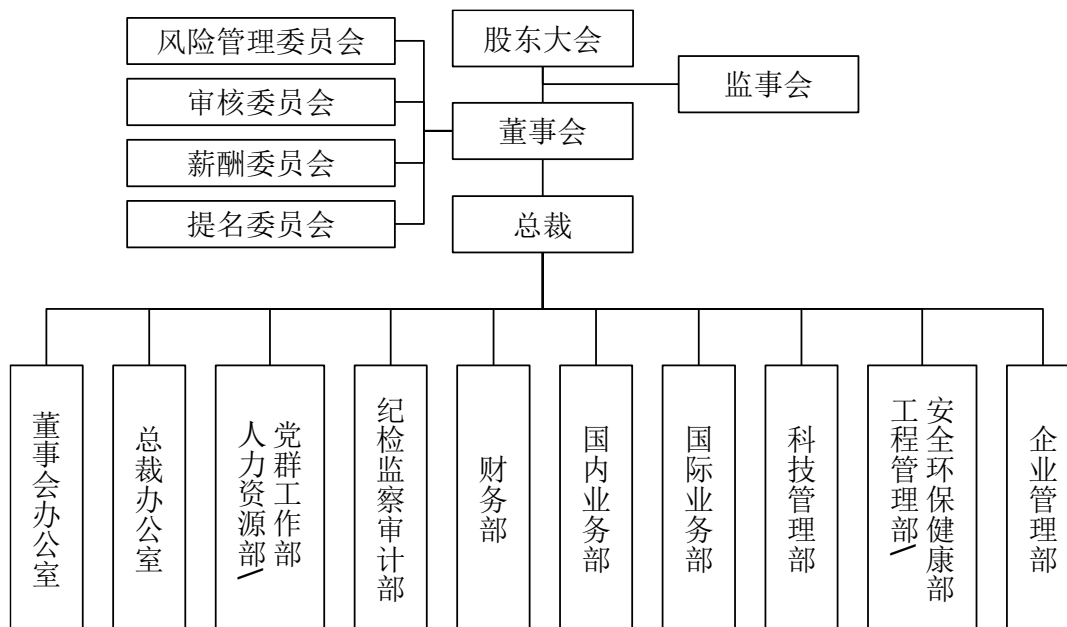 风险管理委员会
股东大会
监事会
审核委员会
董事会
薪酬委员会
提名委员会
总裁
董事会办公室
总裁办公室
人力资源部/
党群工作部
纪检监察审计部
财务部
国内业务部
国际业务部
科技管理部
工程管理部/
安全环保健康部
企业管理部